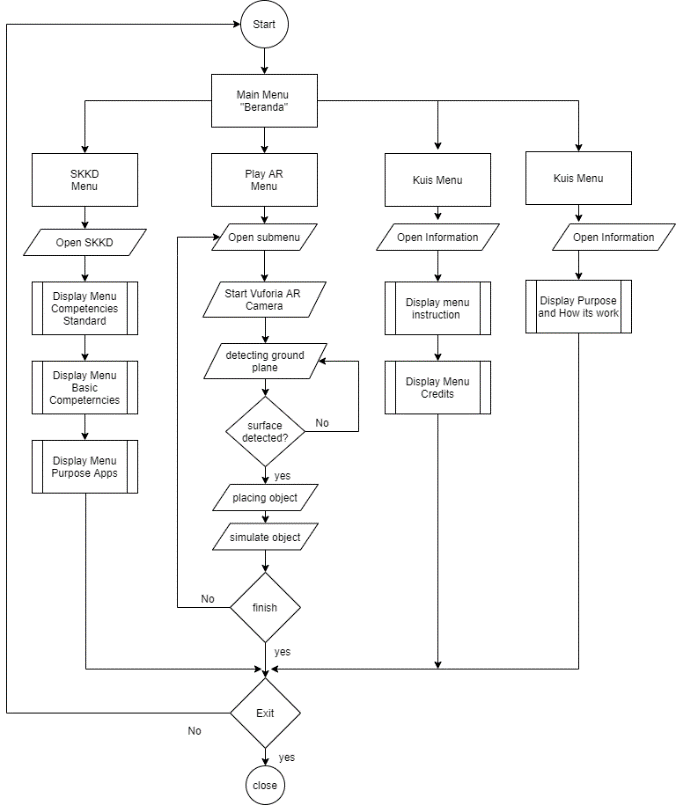 Start
Main Menu
"Beranda"
SKKD
Menu
Play AR
Menu
Kuis Menu
Kuis Menu
Open SKKD
Open submenu
Open Information
Open Information
Display Menu
Competencies
Standard
Start Vuforia AR
Camera
Display menu
instruction
Display Purpose
and How its work
Display Menu
Basic
Competerncies
detecting ground
plane
Display Menu
Credits
surface
detected?
No
Display Menu
Purpose Apps
yes
placing object
simulate object
finish
No
yes
Exit
No
yes
close